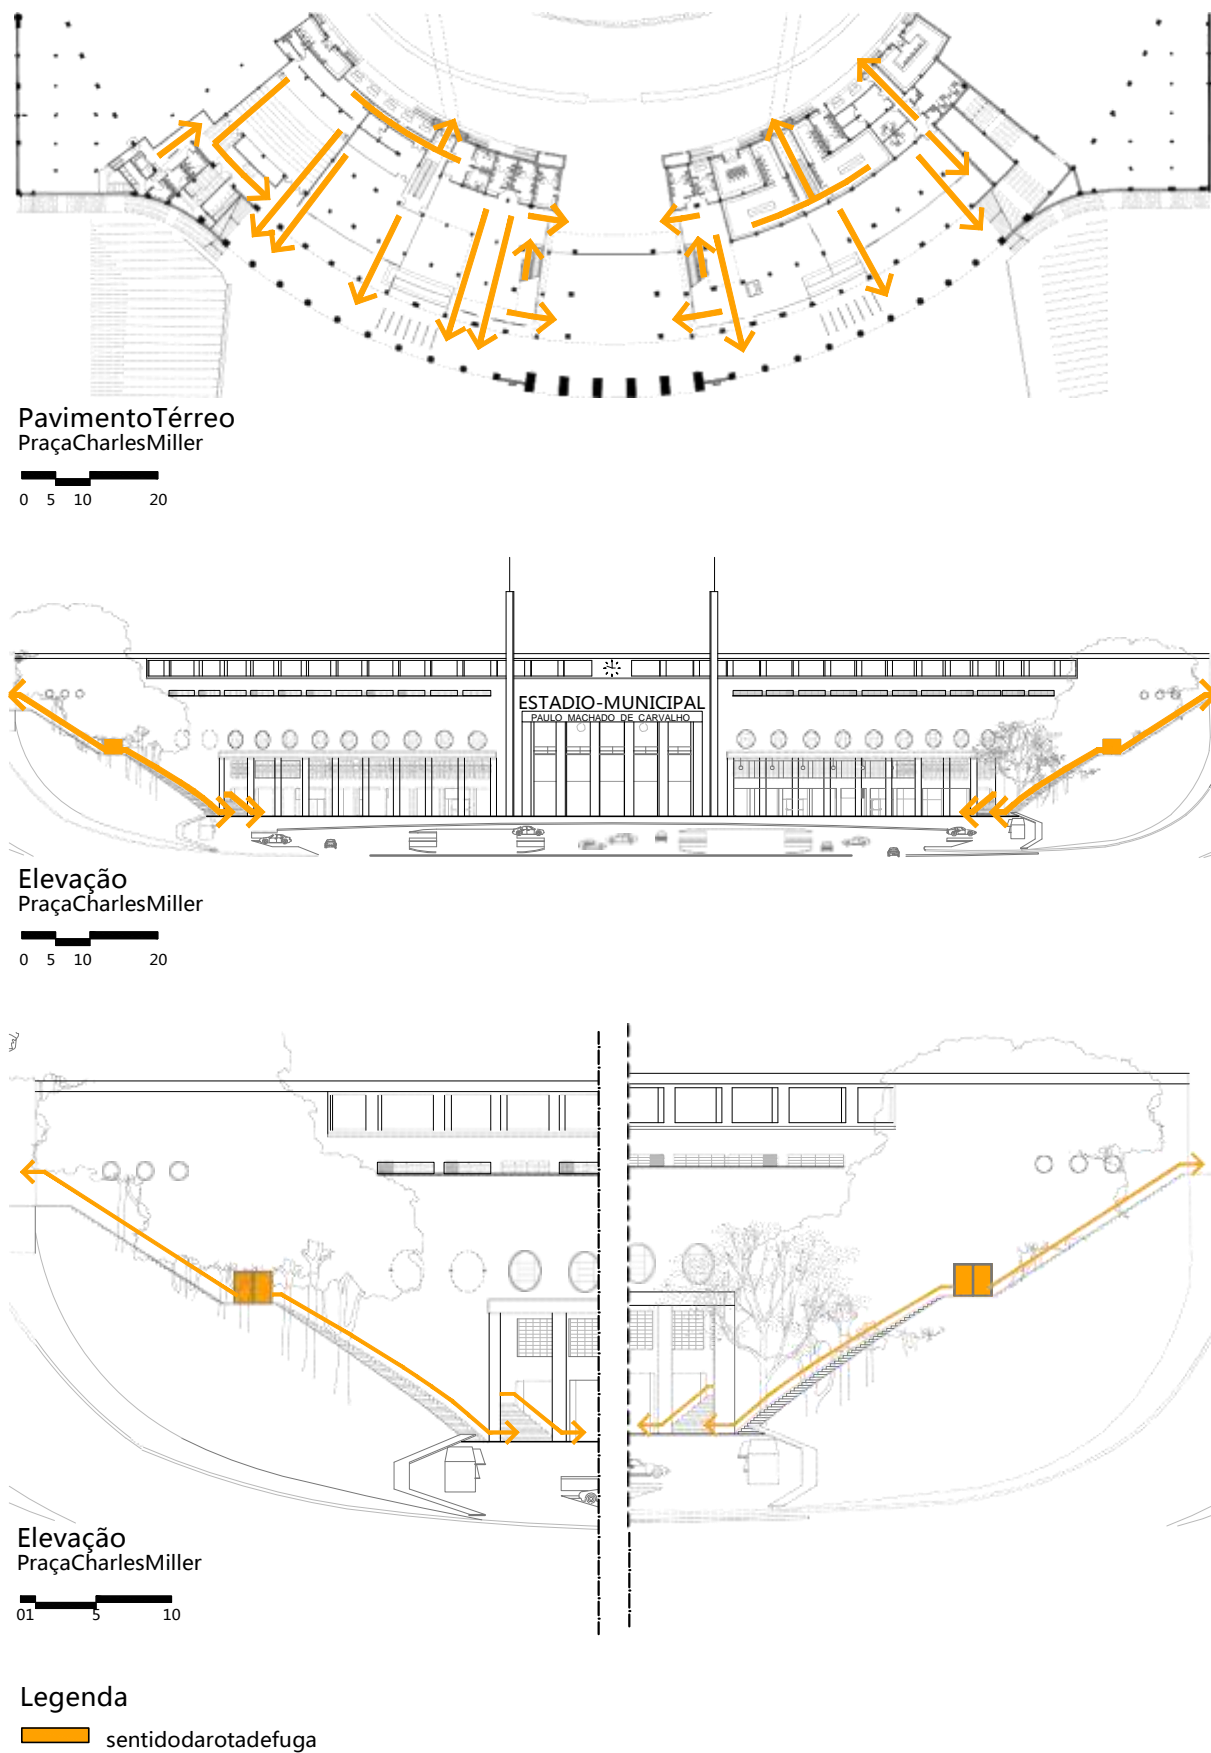 PavimentoTérreo
PraçaCharlesMiller
0 5 10 20
ESTADIO-MUNICIPAL
PAULO MACHADO DE CARVALHO
Elevação
PraçaCharlesMiller
0 5 10 20
Elevação
PraçaCharlesMiller
01 5 10
Legenda
sentidodarotadefuga